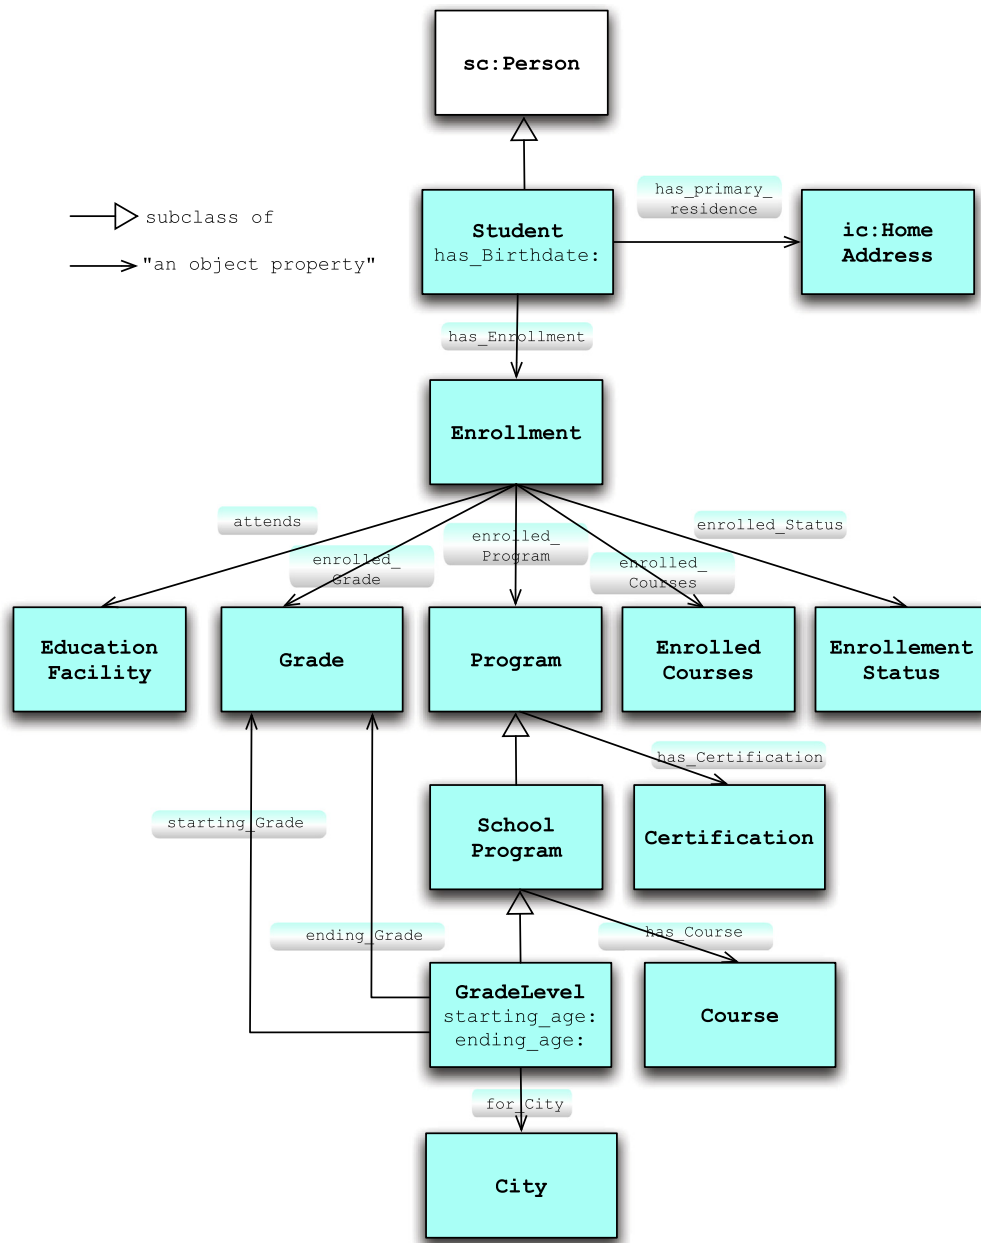 sc:Person
has_primary_
residence
subclass of
"an object property"
Student
has_Birthdate:
ic:Home
Address
has_Enrollment
Enrollment
attends
enrolled_
Grade
enrolled_
Program
enrolled_
Courses
enrolled_Status
Education
Facility
Grade
Program
Enrolled
Courses
Enrollement
Status
has_Certification
starting_Grade
School
Program
Certification
ending_Grade
has_Course
GradeLevel
starting_age:
ending_age:
Course
for_City
City